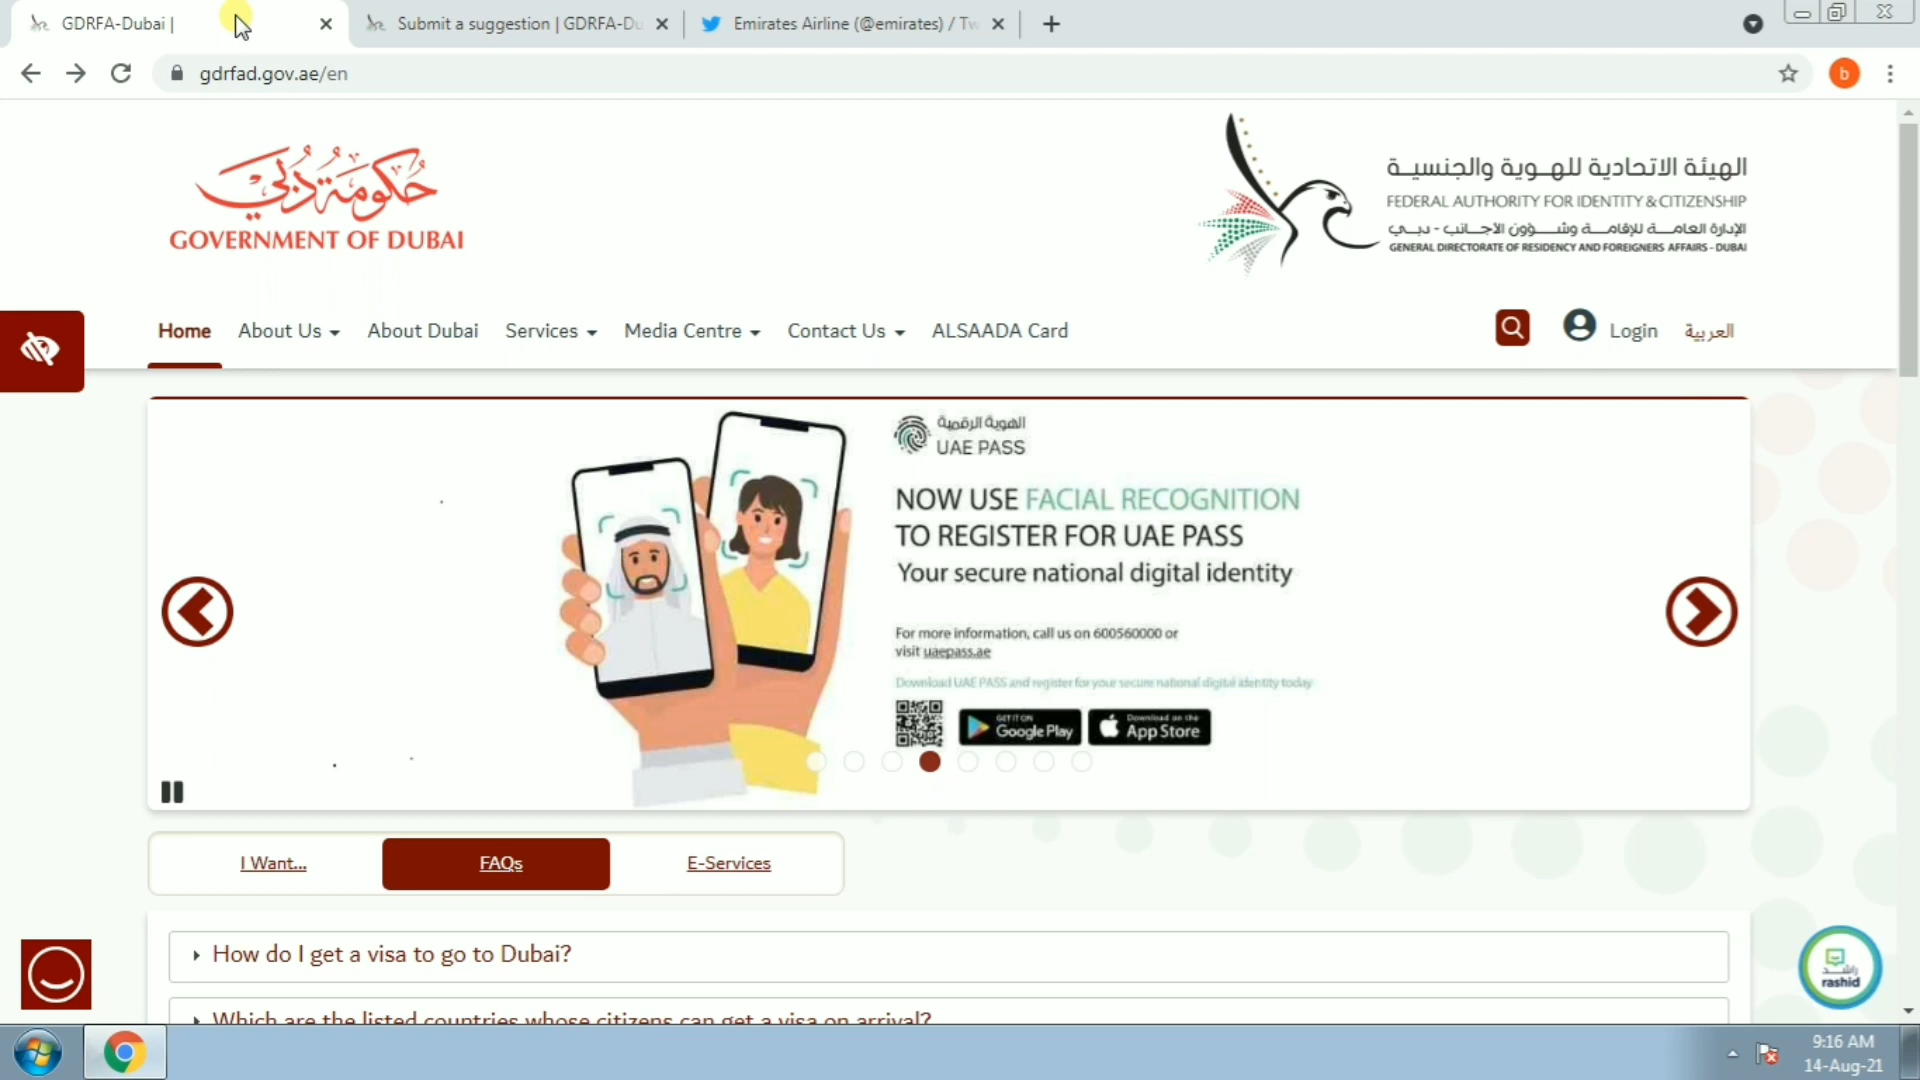 GDRFA-Dubai |
Submit a suggestion | GDRFA-Du
Emirates Airline (@emirates) / Tw
gdrfad.gov.ae/en
b
حكومة دبي
GOVERNMENT OF DUBAI
الهيئة الاتحادية للهوية والجنسية
FEDERAL AUTHORITY FOR IDENTITY & CITIZENSHIP
الإدارة العامة للإقامة وشؤون الأجانب - دبي
GENERAL DIRECTORATE OF RESIDENCY AND FOREIGNERS AFFAIRS - DUBAI
Home About Us About Dubai Services Media Centre Contact Us ALSAADA Card Login العربية
الهوية الرقمية
UAE PASS
NOW USE FACIAL RECOGNITION
TO REGISTER FOR UAE PASS
Your secure national digital identity
For more information, call us on 600560000 or
visit uaepass.ae
Download UAE PASS and register for your secure national digital identity today
GET IT ON
Google Play
Download on the
App Store
I Want... FAQs E-Services
How do I get a visa to go to Dubai?
راشد
rashid
Which are the listed countries whose citizens can get a visa on arrival?
9:16 AM
14-Aug-21